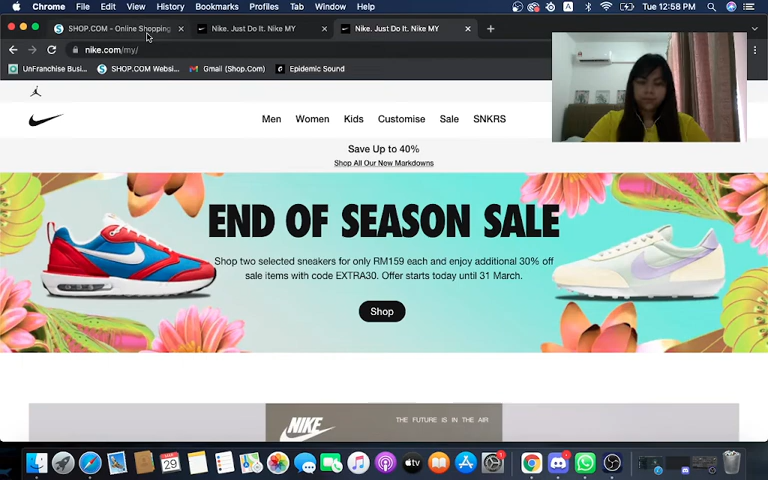 Chrome File Edit View History Bookmarks Profiles Tab Window Help
A
Tue 12:58 PM
SHOP.COM - Online Shopping
Nike. Just Do It. Nike MY
Nike. Just Do It. Nike MY
nike.com/my/
UnFranchise Busi...
SHOP.COM Websi...
Gmail (Shop.Com)
Epidemic Sound
Men Women Kids Customise Sale SNKRS
Save Up to 40%
Shop All Our New Markdowns
END OF SEASON SALE
Shop two selected sneakers for only RM159 each and enjoy additional 30% off
sale items with code EXTRA30. Offer starts today until 31 March.
Shop
NIKE
THE FUTURE IS IN THE AIR
29
tv